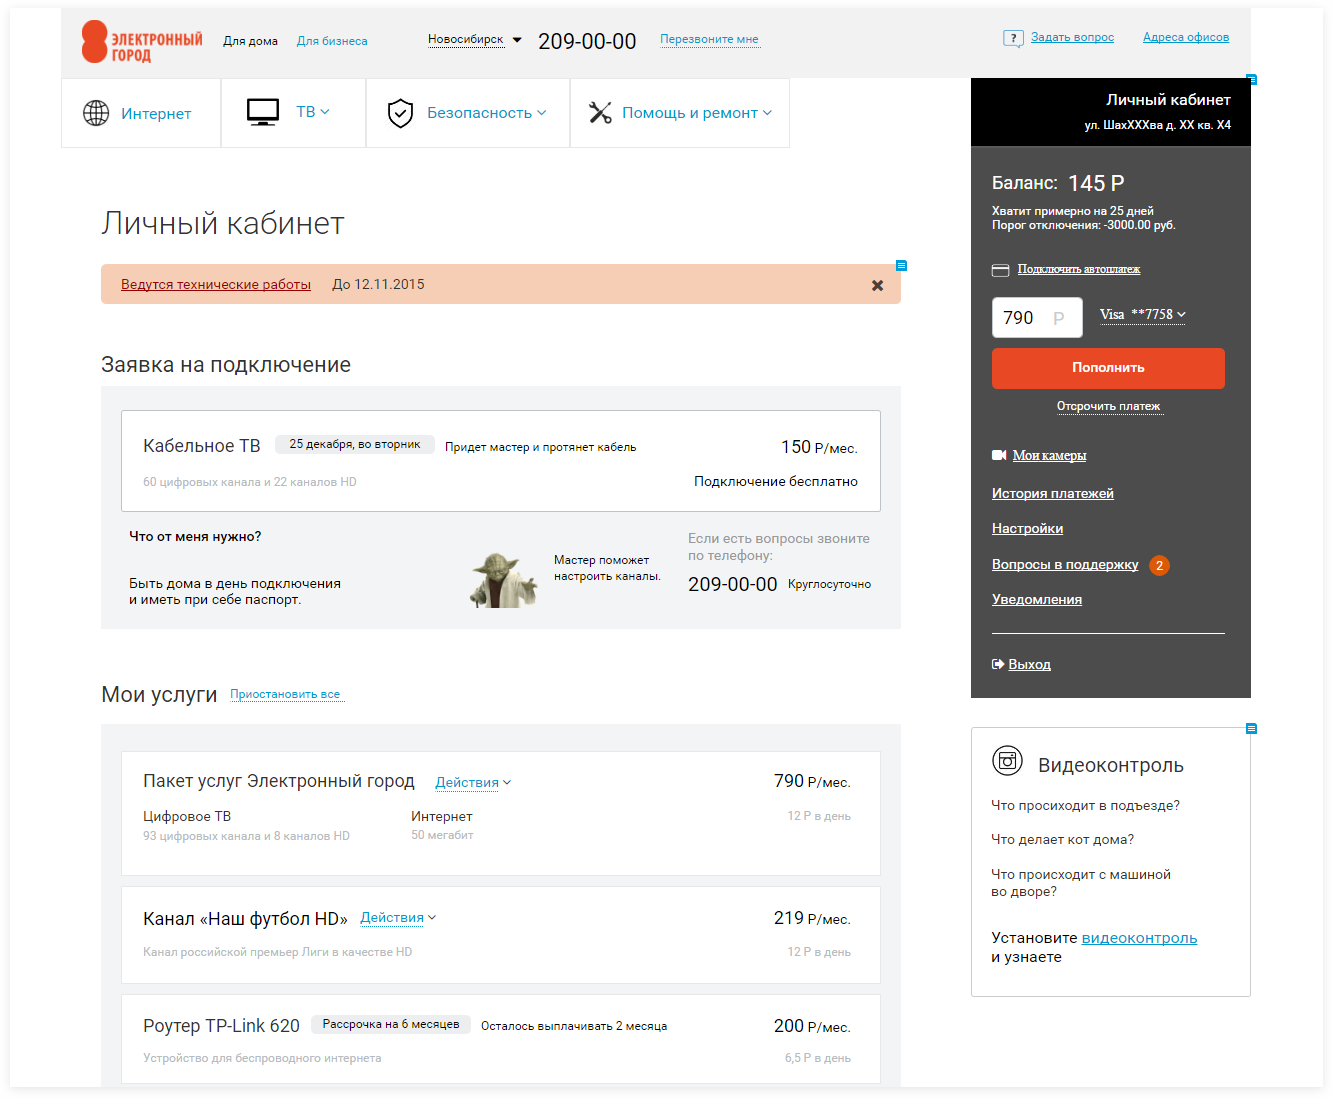 ЭЛЕКТРОННЫЙ
ГОРОД
Для дома
Для бизнеса
Новосибирск
209-00-00
Перезвоните мне
? Задать вопрос
Адреса офисов
Интернет
ТВ
Безопасность
Помощь и ремонт
Личный кабинет
ул. ШахХХХва д. ХХ кв. Х4
Баланс: 145 Р
Хватит примерно на 25 дней
Порог отключения: -3000.00 руб.
Подключить автоплатеж
790 Р
Visa **7758
Пополнить
Отсрочить платеж
Мои камеры
История платежей
Настройки
Вопросы в поддержку 2
Уведомления
Выход
Личный кабинет
Ведутся технические работы До 12.11.2015
Заявка на подключение
Кабельное ТВ 25 декабря, во вторник Придет мастер и протянет кабель 150 Р/мес.
60 цифровых канала и 22 каналов HD Подключение бесплатно
Что от меня нужно?
Быть дома в день подключения
и иметь при себе паспорт.
Мастер поможет
настроить каналы.
Если есть вопросы звоните
по телефону:
209-00-00 Круглосуточно
Мои услуги Приостановить все
Пакет услуг Электронный город Действия 790 Р/мес.
Цифровое ТВ Интернет 12 Р в день
93 цифровых канала и 8 каналов HD 50 мегабит
Канал «Наш футбол HD» Действия 219 Р/мес.
Канал российской премьер Лиги в качестве HD 12 Р в день
Роутер TP-Link 620 Рассрочка на 6 месяцев Осталось выплачивать 2 месяца 200 Р/мес.
Устройство для беспроводного интернета 6,5 Р в день
Видеоконтроль
Что просиходит в подъезде?
Что делает кот дома?
Что происходит с машиной
во дворе?
Установите видеоконтроль
и узнаете